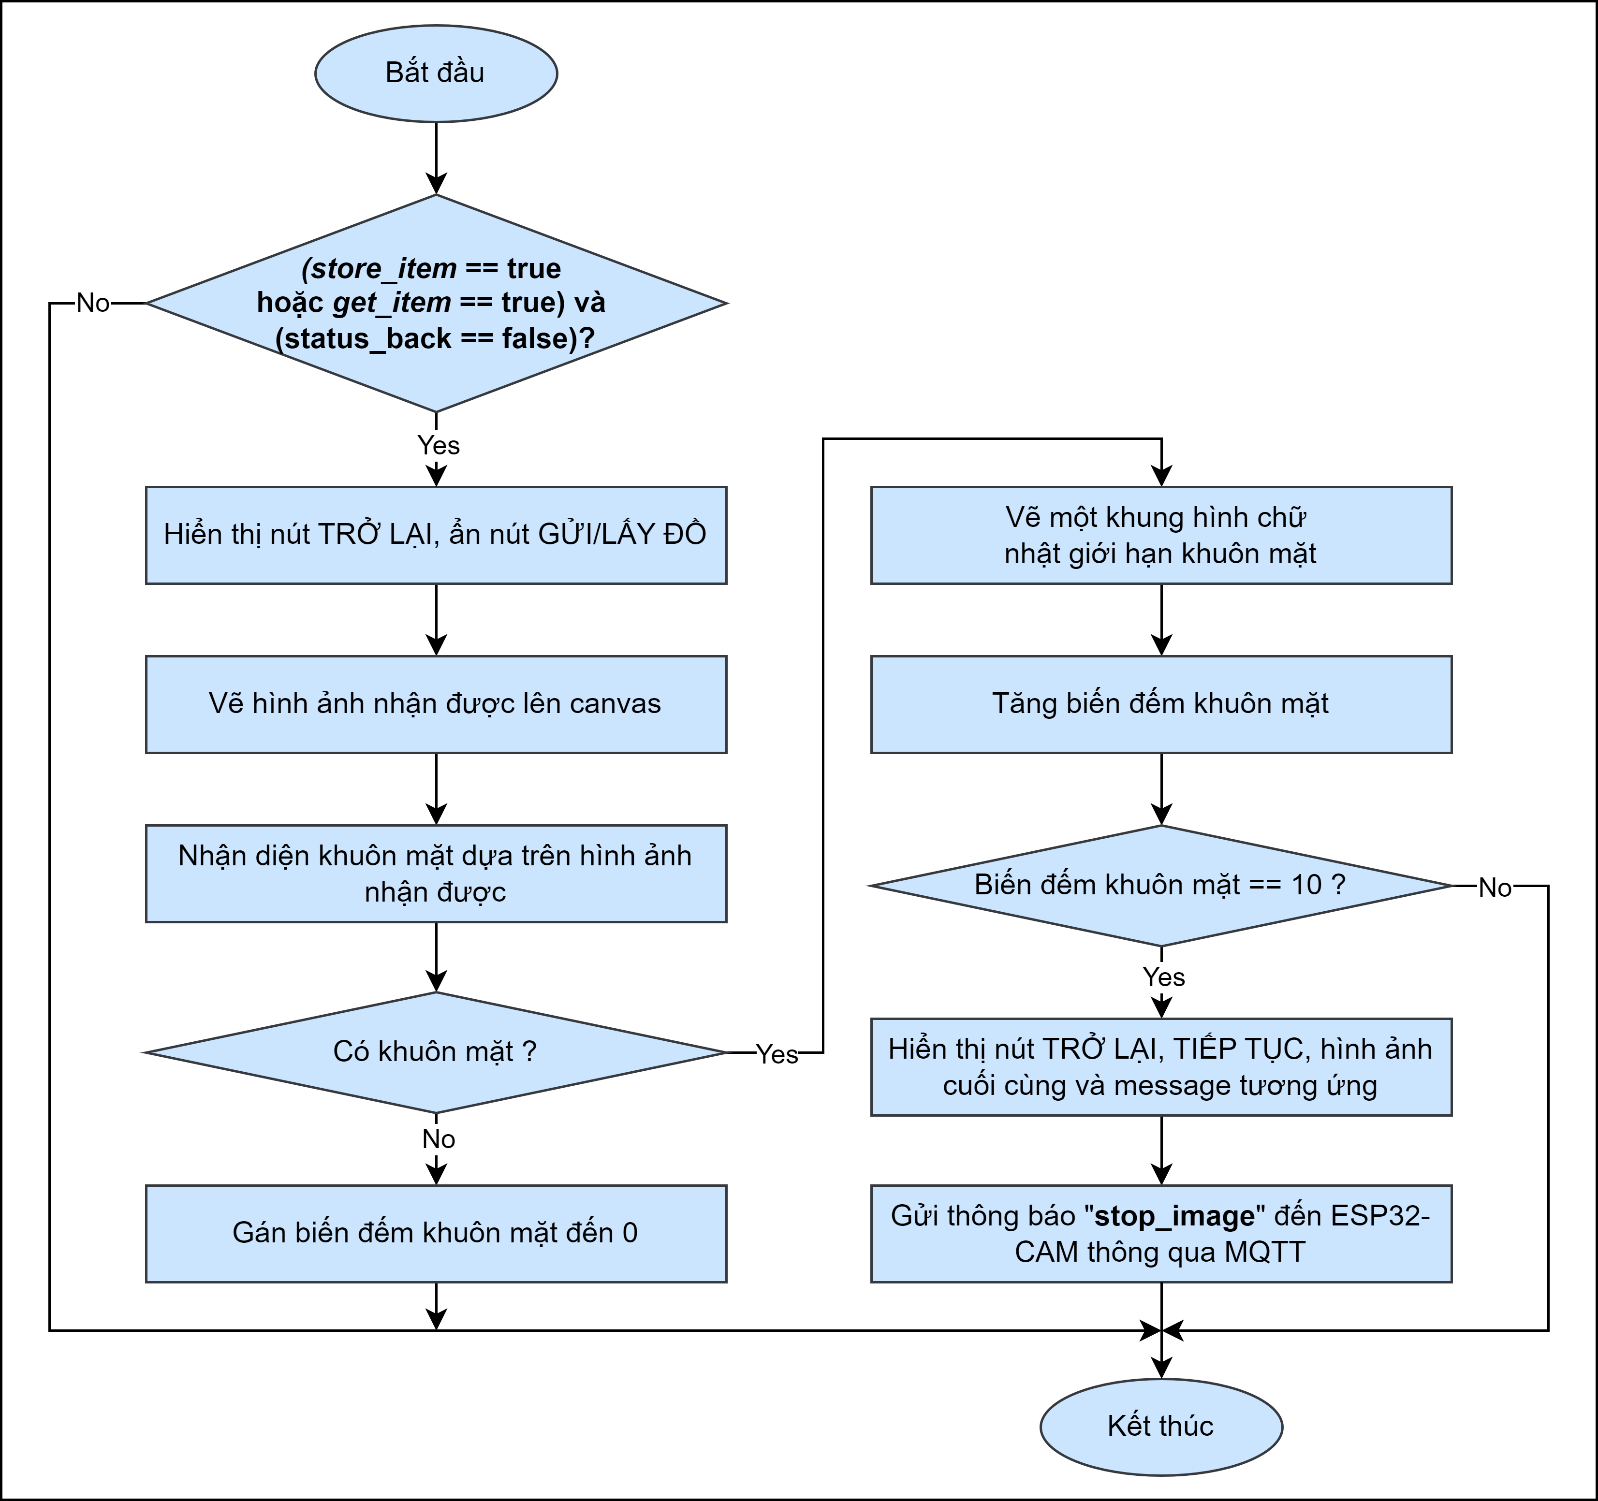 Bắt đầu
(store_item == true
hoặc get_item == true) và
(status_back == false)?
No
Yes
Hiển thị nút TRỞ LẠI, ẩn nút GỬI/LẤY ĐỒ
Vẽ hình ảnh nhận được lên canvas
Nhận diện khuôn mặt dựa trên hình ảnh
nhận được
Có khuôn mặt ?
Yes
No
Gán biến đếm khuôn mặt đến 0
Vẽ một khung hình chữ
nhật giới hạn khuôn mặt
Tăng biến đếm khuôn mặt
Biến đếm khuôn mặt == 10 ?
No
Yes
Hiển thị nút TRỞ LẠI, TIẾP TỤC, hình ảnh
cuối cùng và message tương ứng
Gửi thông báo "stop_image" đến ESP32-
CAM thông qua MQTT
Kết thúc